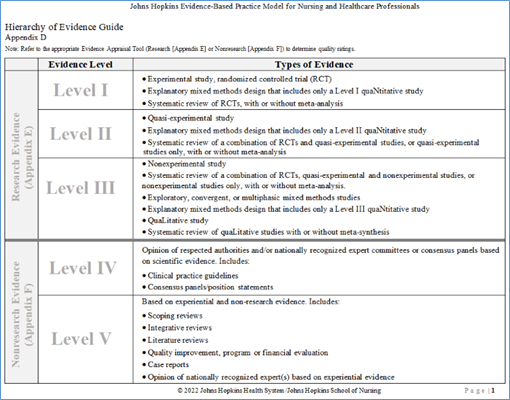 Johns Hopkins Evidence-Based Practice Model for Nursing and Healthcare Professionals
Hierarchy of Evidence Guide
Appendix D
Note: Refer to the appropriate Evidence Appraisal Tool (Research [Appendix E] or Nonresearch [Appendix F]) to determine quality ratings.
Evidence Level
Types of Evidence
Research Evidence
(Appendix E)
Level I
• Experimental study, randomized controlled trial (RCT)
• Explanatory mixed methods design that includes only a Level I quaNtitative study
• Systematic review of RCTs, with or without meta-analysis
Level II
• Quasi-experimental study
• Explanatory mixed methods design that includes only a Level II quaNtitative study
• Systematic review of a combination of RCTs and quasi-experimental studies, or quasi-experimental
studies only, with or without meta-analysis
Level III
• Nonexperimental study
• Systematic review of a combination of RCTs, quasi-experimental and nonexperimental studies, or
nonexperimental studies only, with or without meta-analysis.
• Exploratory, convergent, or multiphasic mixed methods studies
• Explanatory mixed methods design that includes only a Level III quaNtitative study
• QuaLitative study
• Systematic review of quaLitative studies with or without meta-synthesis
Nonresearch Evidence
(Appendix F)
Level IV
Opinion of respected authorities and/or nationally recognized expert committees or consensus panels based
on scientific evidence. Includes:
• Clinical practice guidelines
• Consensus panels/position statements
Level V
Based on experiential and non-research evidence. Includes:
• Scoping reviews
• Integrative reviews
• Literature reviews
• Quality improvement, program or financial evaluation
• Case reports
• Opinion of nationally recognized expert(s) based on experiential evidence
© 2022 Johns Hopkins Health System /Johns Hopkins School of Nursing
Page | 1